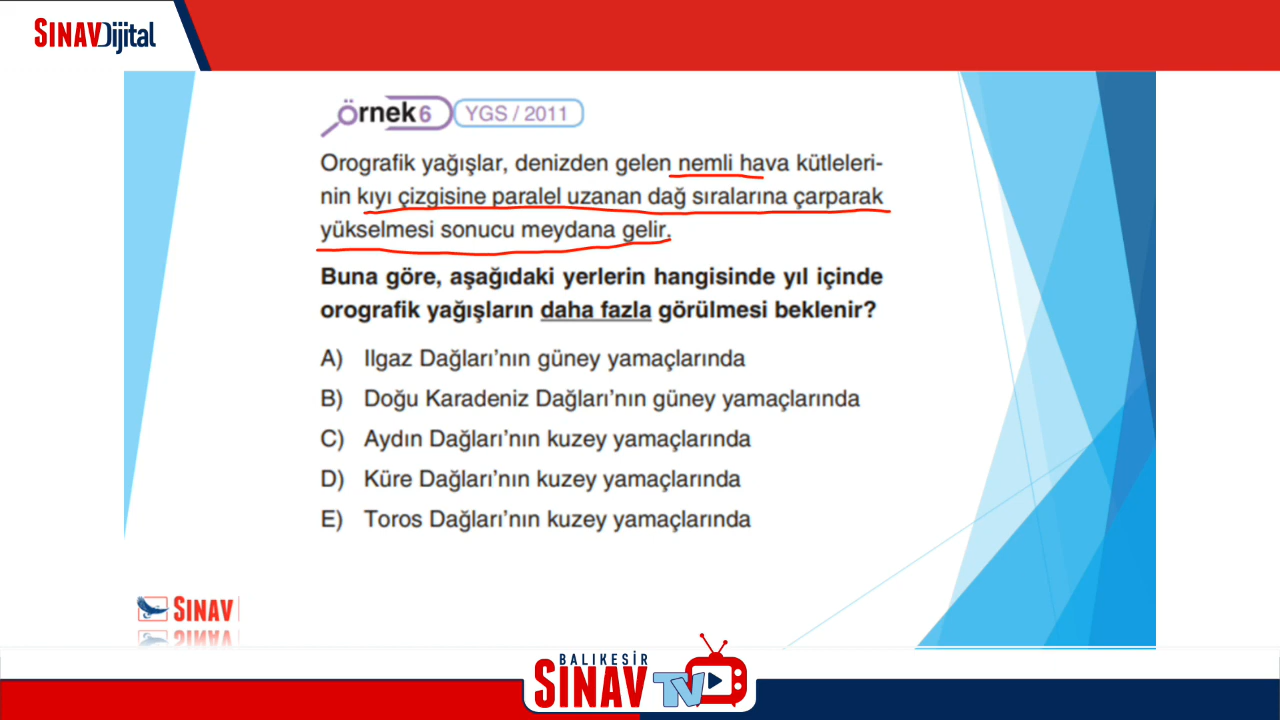 SINAVDijital
örnek 6 YGS / 2011
Orografik yağışlar, denizden gelen nemli hava kütleleri-
nin kıyı çizgisine paralel uzanan dağ sıralarına çarparak
yükselmesi sonucu meydana gelir.
Buna göre, aşağıdaki yerlerin hangisinde yıl içinde
orografik yağışların daha fazla görülmesi beklenir?
A) Ilgaz Dağları'nın güney yamaçlarında
B) Doğu Karadeniz Dağları'nın güney yamaçlarında
C) Aydın Dağları'nın kuzey yamaçlarında
D) Küre Dağları'nın kuzey yamaçlarında
E) Toros Dağları'nın kuzey yamaçlarında
SINAV
BALIKESİR
SINAV TV